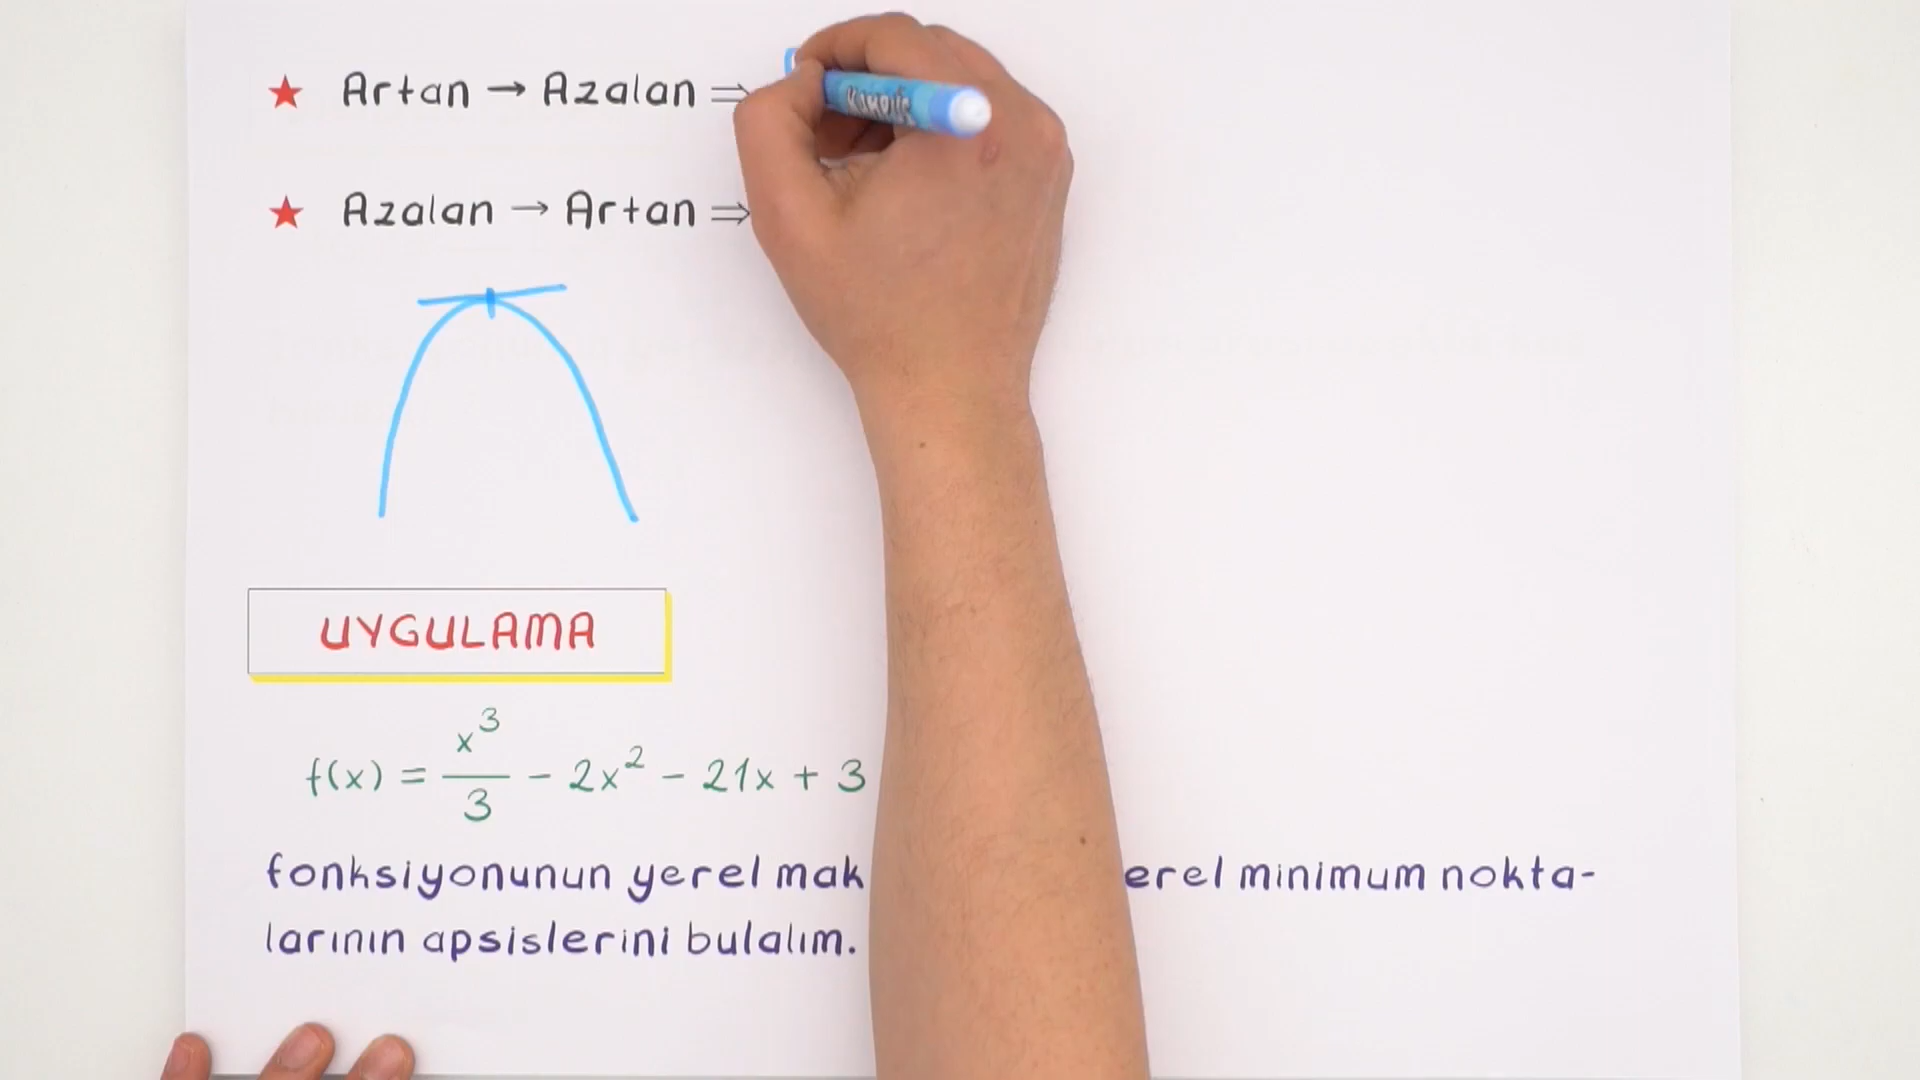 ★ Artan → Azalan ⇒
★ Azalan → Artan ⇒
UYGULAMA
f(x) = x³/3 - 2x² - 21x + 3
fonksiyonunun yerel mak erel minimum nokta-
larının apsislerini bulalım.